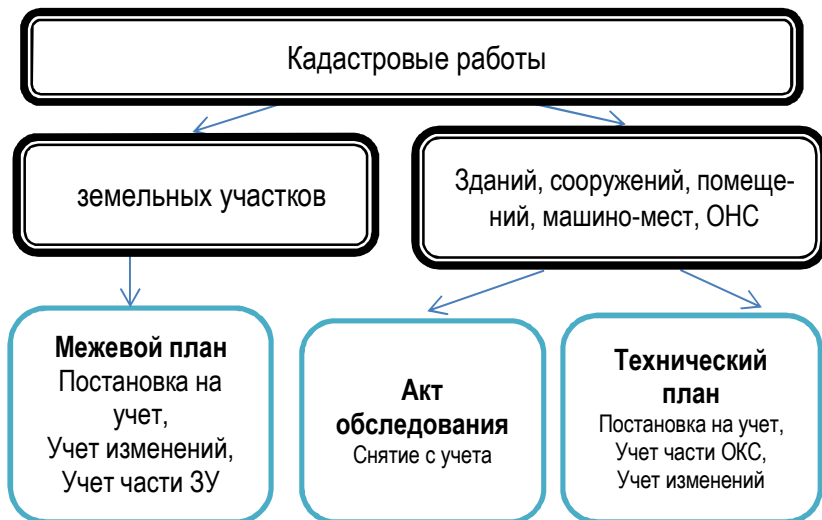 Кадастровые работы
земельных участков
Зданий, сооружений, помеще-
ний, машино-мест, ОНС
Межевой план
Постановка на
учет,
Учет изменений,
Учет части ЗУ
Акт
обследования
Снятие с учета
Технический
план
Постановка на учет,
Учет части ОКС,
Учет изменений